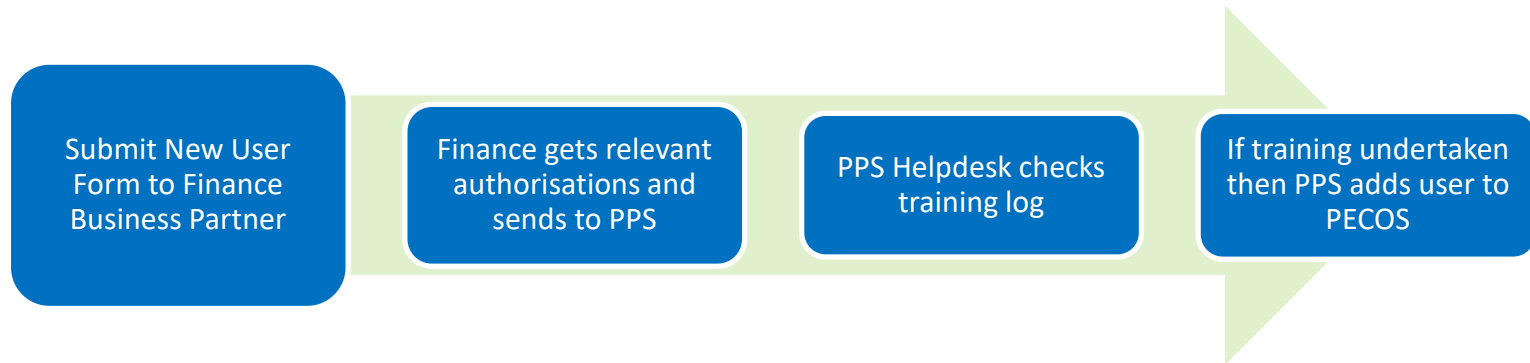 Submit New User
Form to Finance
Business Partner
Finance gets relevant
authorisations and
sends to PPS
PPS Helpdesk checks
training log
If training undertaken
then PPS adds user to
PECOS